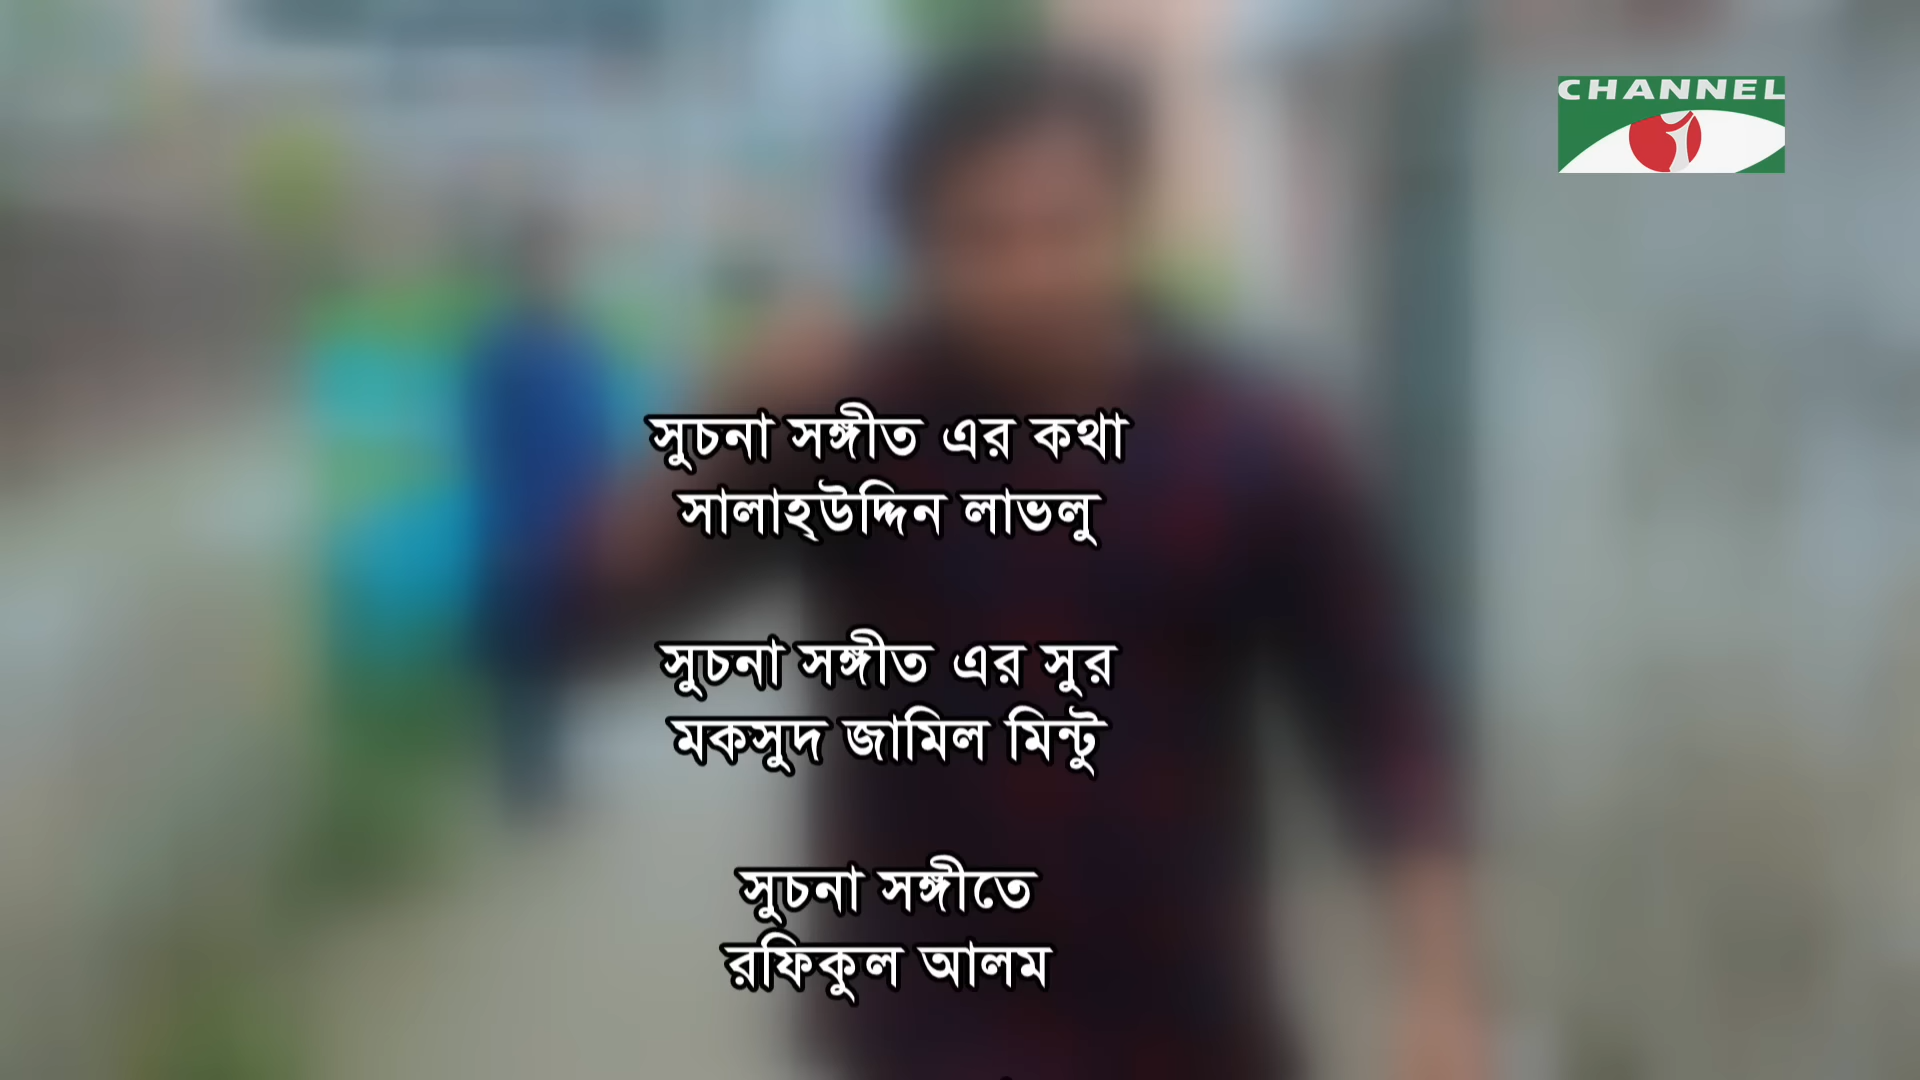 CHANNEL i
সুচনা সঙ্গীত এর কথা
সালাহ্উদ্দিন লাভলু
সুচনা সঙ্গীত এর সুর
মকসুদ জামিল মিন্টু
সুচনা সঙ্গীতে
রফিকুল আলম